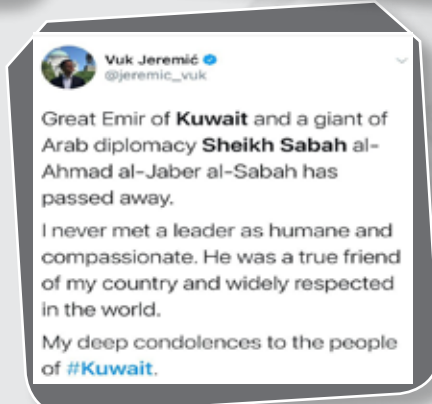 Vuk Jeremić
@jeremic_vuk
Great Emir of Kuwait and a giant of
Arab diplomacy Sheikh Sabah al-
Ahmad al-Jaber al-Sabah has
passed away.
I never met a leader as humane and
compassionate. He was a true friend
of my country and widely respected
in the world.
My deep condolences to the people
of #Kuwait.